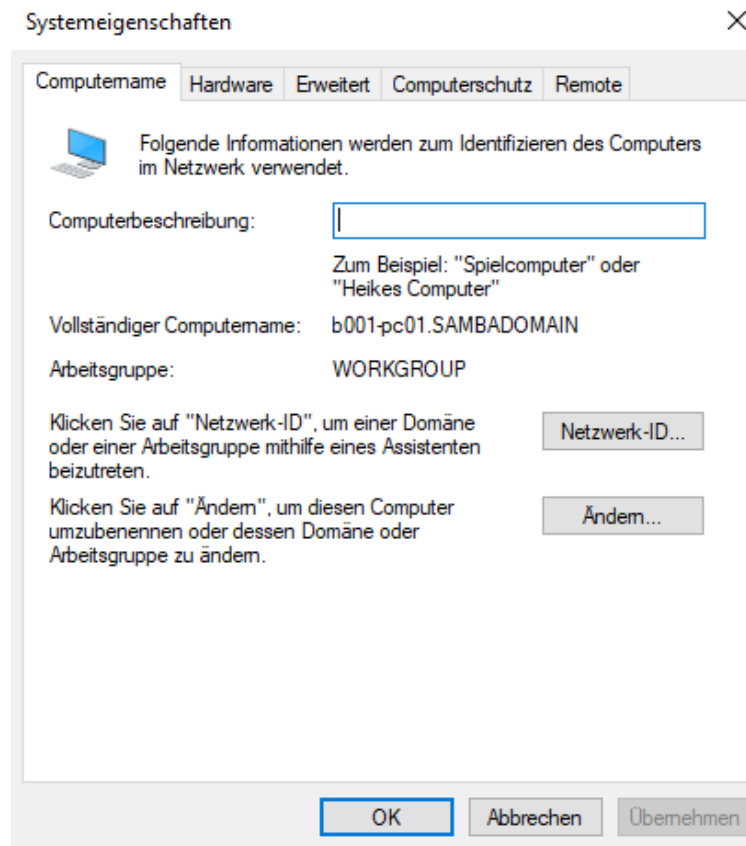 Systemeigenschaften
Computername Hardware Erweitert Computerschutz Remote
Folgende Informationen werden zum Identifizieren des Computers
im Netzwerk verwendet.
Computerbeschreibung:
Zum Beispiel: "Spielcomputer" oder
"Heikes Computer"
Vollständiger Computername: b001-pc01.SAMBADOMAIN
Arbeitsgruppe: WORKGROUP
Klicken Sie auf "Netzwerk-ID", um einer Domäne
oder einer Arbeitsgruppe mithilfe eines Assistenten
beizutreten.
Netzwerk-ID...
Klicken Sie auf "Ändern", um diesen Computer
umzubenennen oder dessen Domäne oder
Arbeitsgruppe zu ändern.
Ändern...
OK Abbrechen Übernehmen